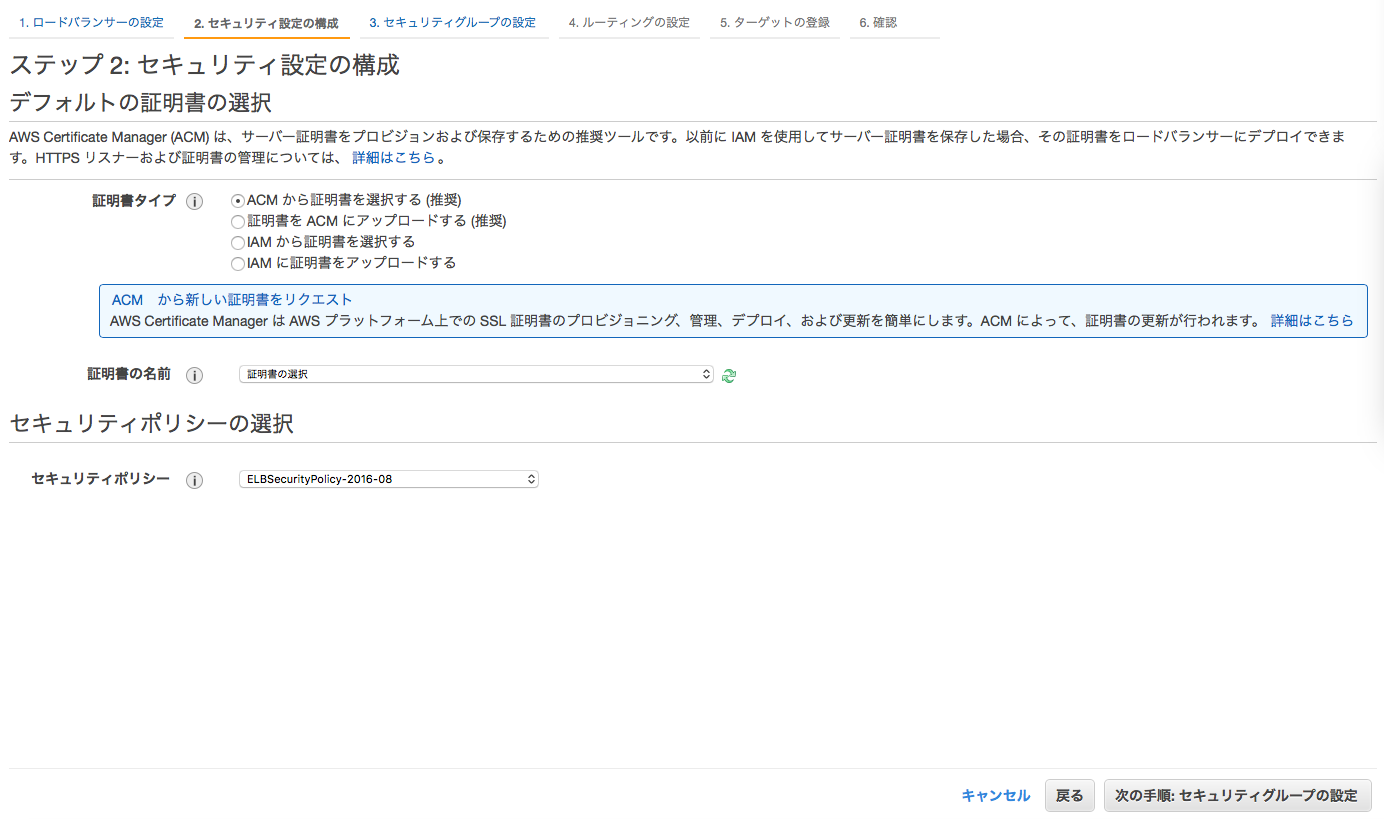 1. ロードバランサーの設定 2. セキュリティ設定の構成 3. セキュリティグループの設定 4. ルーティングの設定 5. ターゲットの登録 6. 確認
ステップ 2: セキュリティ設定の構成
デフォルトの証明書の選択
AWS Certificate Manager (ACM) は、サーバー証明書をプロビジョンおよび保存するための推奨ツールです。以前に IAM を使用してサーバー証明書を保存した場合、その証明書をロードバランサーにデプロイできま
す。HTTPS リスナーおよび証明書の管理については、 詳細はこちら 。
証明書タイプ i ACM から証明書を選択する (推奨)
証明書を ACM にアップロードする (推奨)
IAM から証明書を選択する
IAM に証明書をアップロードする
ACM　から新しい証明書をリクエスト
AWS Certificate Manager は AWS プラットフォーム上での SSL 証明書のプロビジョニング、管理、デプロイ、および更新を簡単にします。ACM によって、証明書の更新が行われます。 詳細はこちら
証明書の名前 i 証明書の選択
セキュリティポリシーの選択
セキュリティポリシー i ELBSecurityPolicy-2016-08
キャンセル 戻る 次の手順: セキュリティグループの設定